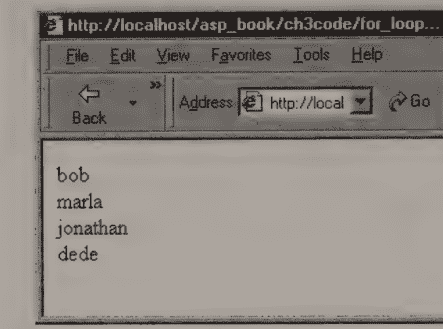 http://localhost/asp_book/ch3code/for_loop...
File Edit View Favorites Tools Help
Back » Address http://local Go
bob
marla
jonathan
dede